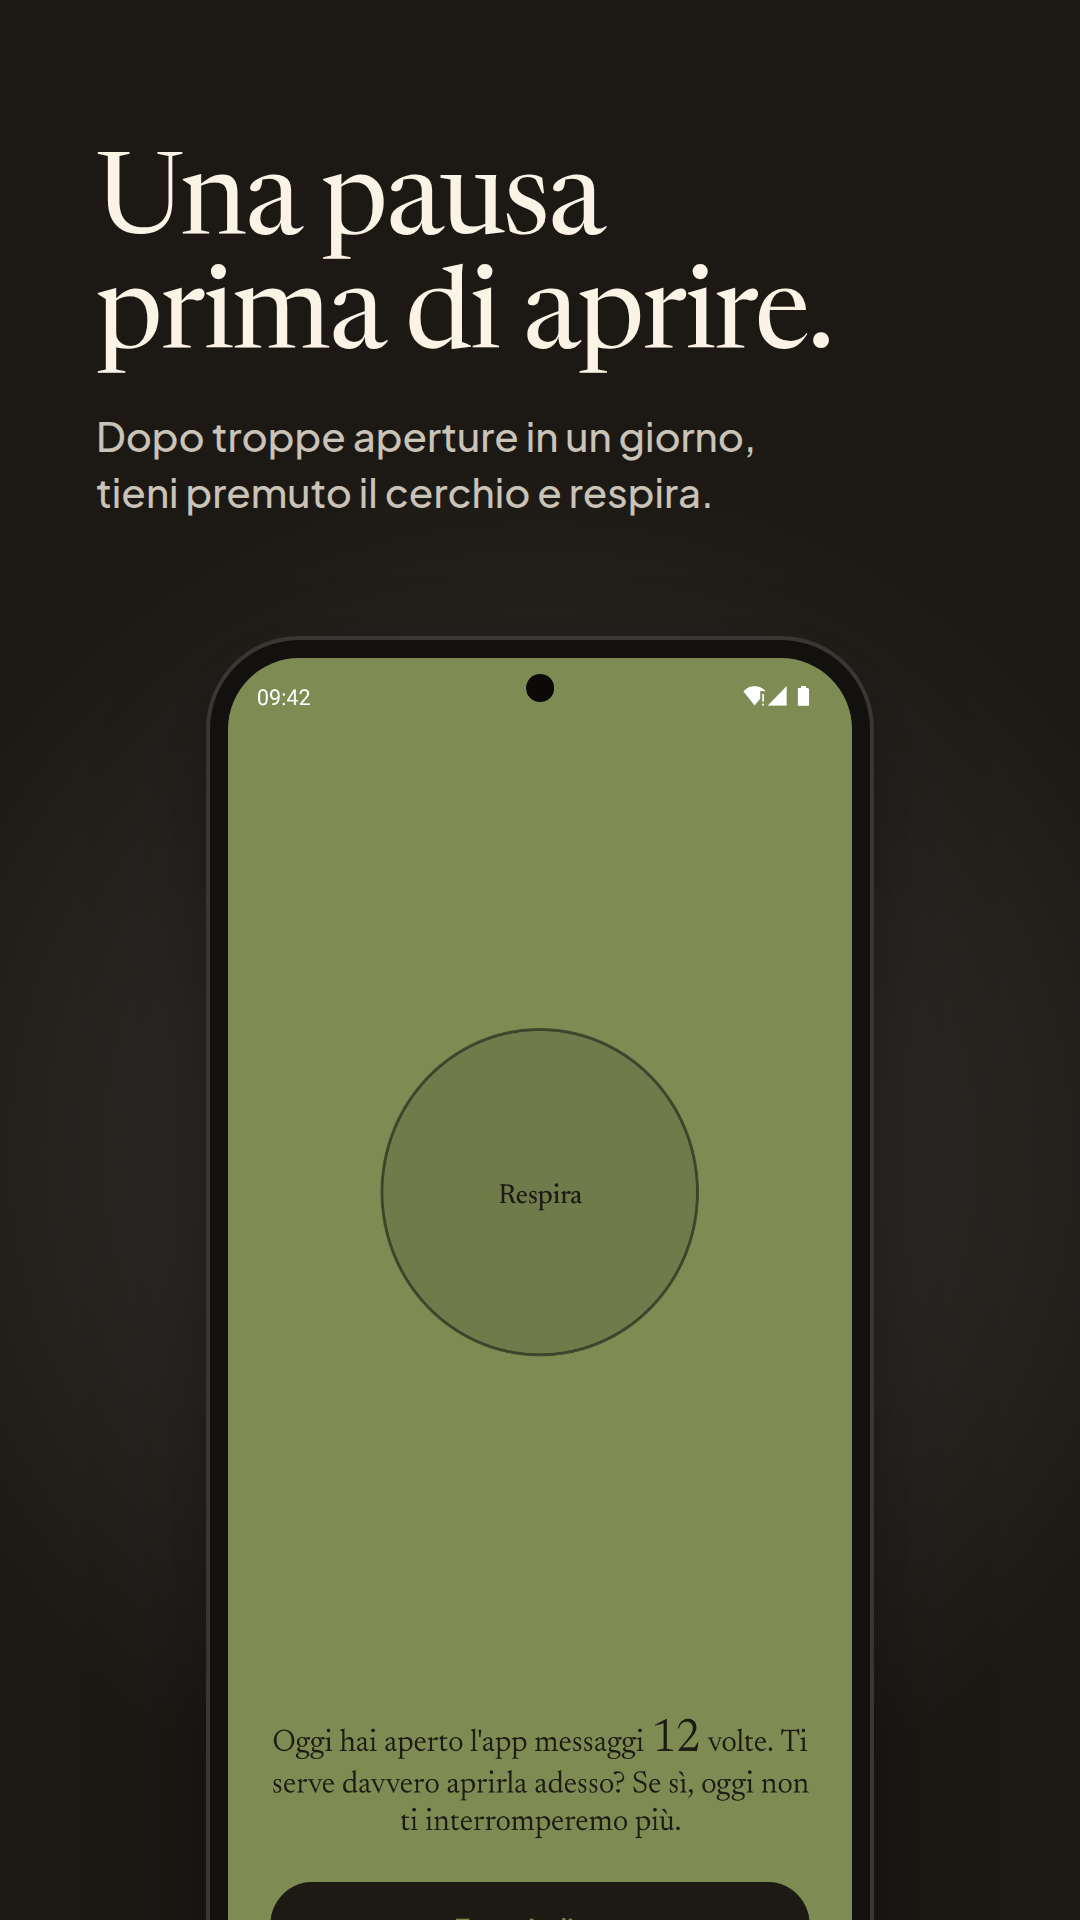 Una pausa
prima di aprire.
Dopo troppe aperture in un giorno,
tieni premuto il cerchio e respira.
09:42
Respira
Oggi hai aperto l'app messaggi 12 volte. Ti
serve davvero aprirla adesso? Se sì, oggi non
ti interromperemo più.